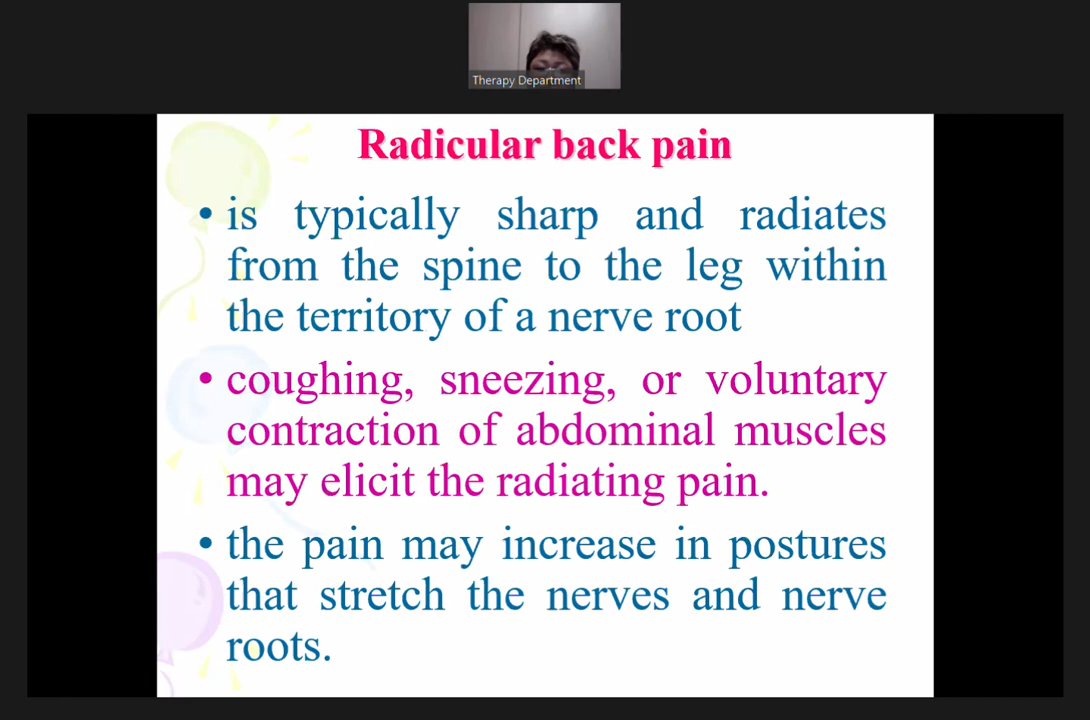 Therapy Department
Radicular back pain
• is typically sharp and radiates
from the spine to the leg within
the territory of a nerve root
• coughing, sneezing, or voluntary
contraction of abdominal muscles
may elicit the radiating pain.
• the pain may increase in postures
that stretch the nerves and nerve
roots.